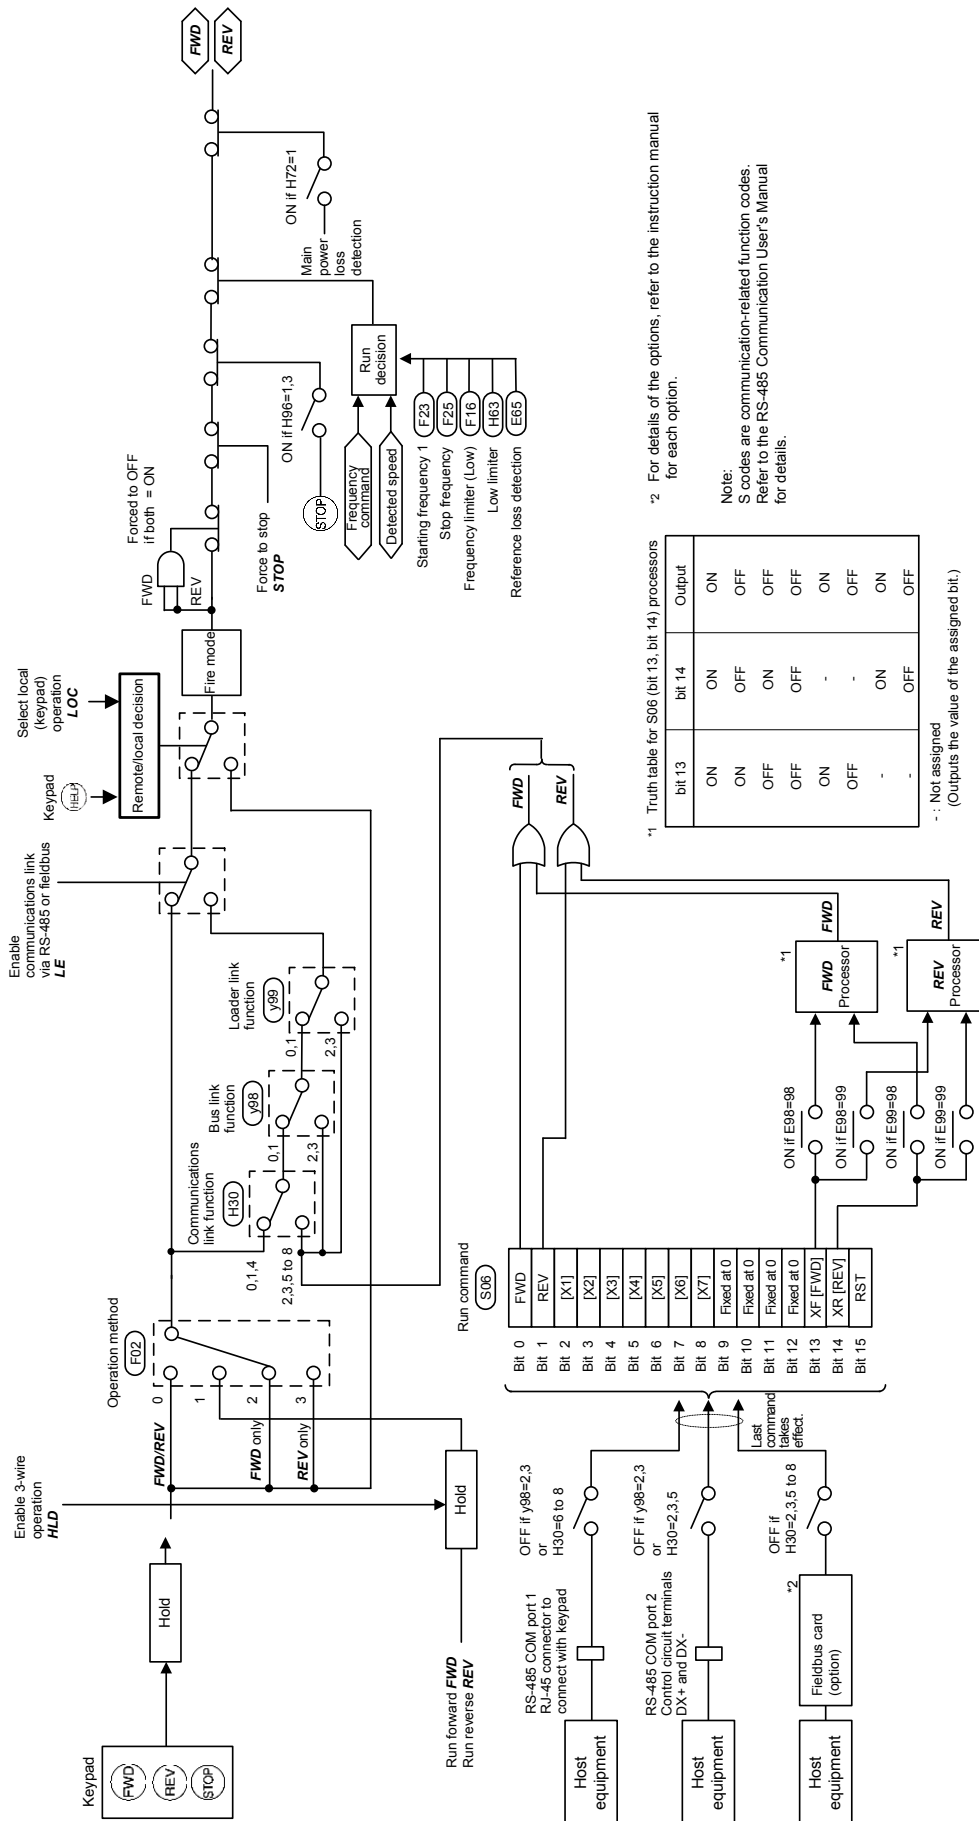 Keypad
FWD
REV
STOP
Hold
Enable 3-wire
operation
HLD
Run forward FWD
Run reverse REV
Hold
FWD/REV
FWD only
REV only
Operation method
F02
0
1
2
3
Communications
link function
H30
0,1,4
2,3,5 to 8
Bus link
function
y98
0,1
2,3
Loader link
function
y99
0,1
2,3
Enable
communications link
via RS-485 or fieldbus
LE
Keypad
HELP
Select local
(keypad)
operation
LOC
Remote/local decision
Fire mode
FWD
REV
Forced to OFF
if both = ON
Force to stop
STOP
STOP
ON if H96=1,3
Frequency
command
Detected speed
Run
decision
Starting frequency 1
F23
Stop frequency
F25
Frequency limiter (Low)
F16
Low limiter
H63
Reference loss detection
E65
Main
power
loss
detection
ON if H72=1
FWD
REV
Host
equipment
RS-485 COM port 1
RJ-45 connector to
connect with keypad
OFF if y98=2,3
or
H30=6 to 8
Host
equipment
RS-485 COM port 2
Control circuit terminals
DX+ and DX-
OFF if y98=2,3
or
H30=2,3,5
Host
equipment
Fieldbus card
(option)
*2
OFF if
H30=2,3,5 to 8
Last
command
takes
effect.
Run command
S06
Bit 0 FWD
Bit 1 REV
Bit 2 [X1]
Bit 3 [X2]
Bit 4 [X3]
Bit 5 [X4]
Bit 6 [X5]
Bit 7 [X6]
Bit 8 [X7]
Bit 9 Fixed at 0
Bit 10 Fixed at 0
Bit 11 Fixed at 0
Bit 12 Fixed at 0
Bit 13 XF [FWD]
Bit 14 XR [REV]
Bit 15 RST
ON if E98=98
ON if E98=99
ON if E99=98
ON if E99=99
*1
FWD
Processor
*1
REV
Processor
FWD
REV
FWD
REV
*1 Truth table for S06 (bit 13, bit 14) processors
bit 13 bit 14 Output
ON ON ON
ON OFF OFF
OFF ON OFF
OFF OFF OFF
ON - ON
OFF - OFF
- ON ON
- OFF OFF
- : Not assigned
(Outputs the value of the assigned bit.)
*2 For details of the options, refer to the instruction manual
for each option.
Note:
S codes are communication-related function codes.
Refer to the RS-485 Communication User's Manual
for details.